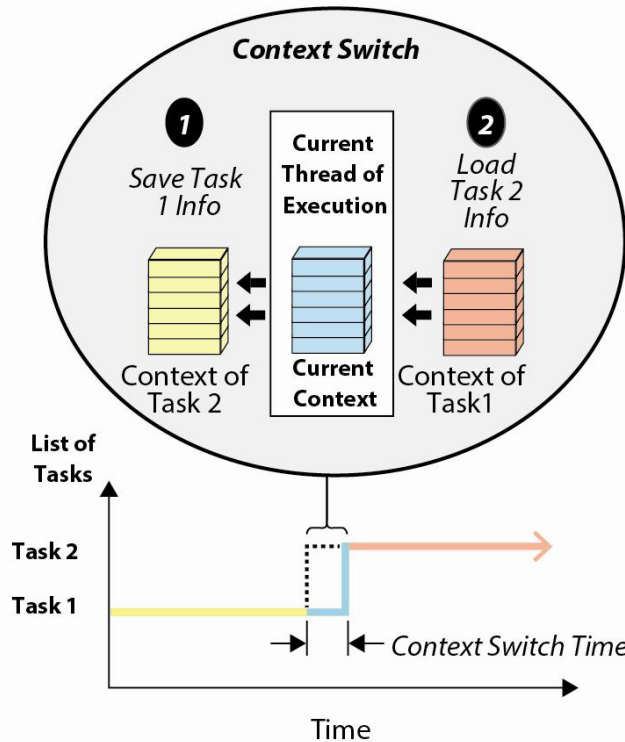 Context Switch
1
Save Task
1 Info
Current
Thread of
Execution
2
Load
Task 2
Info
Context of
Task 2
Current
Context
Context of
Task1
List of
Tasks
Task 2
Task 1
Context Switch Time
Time